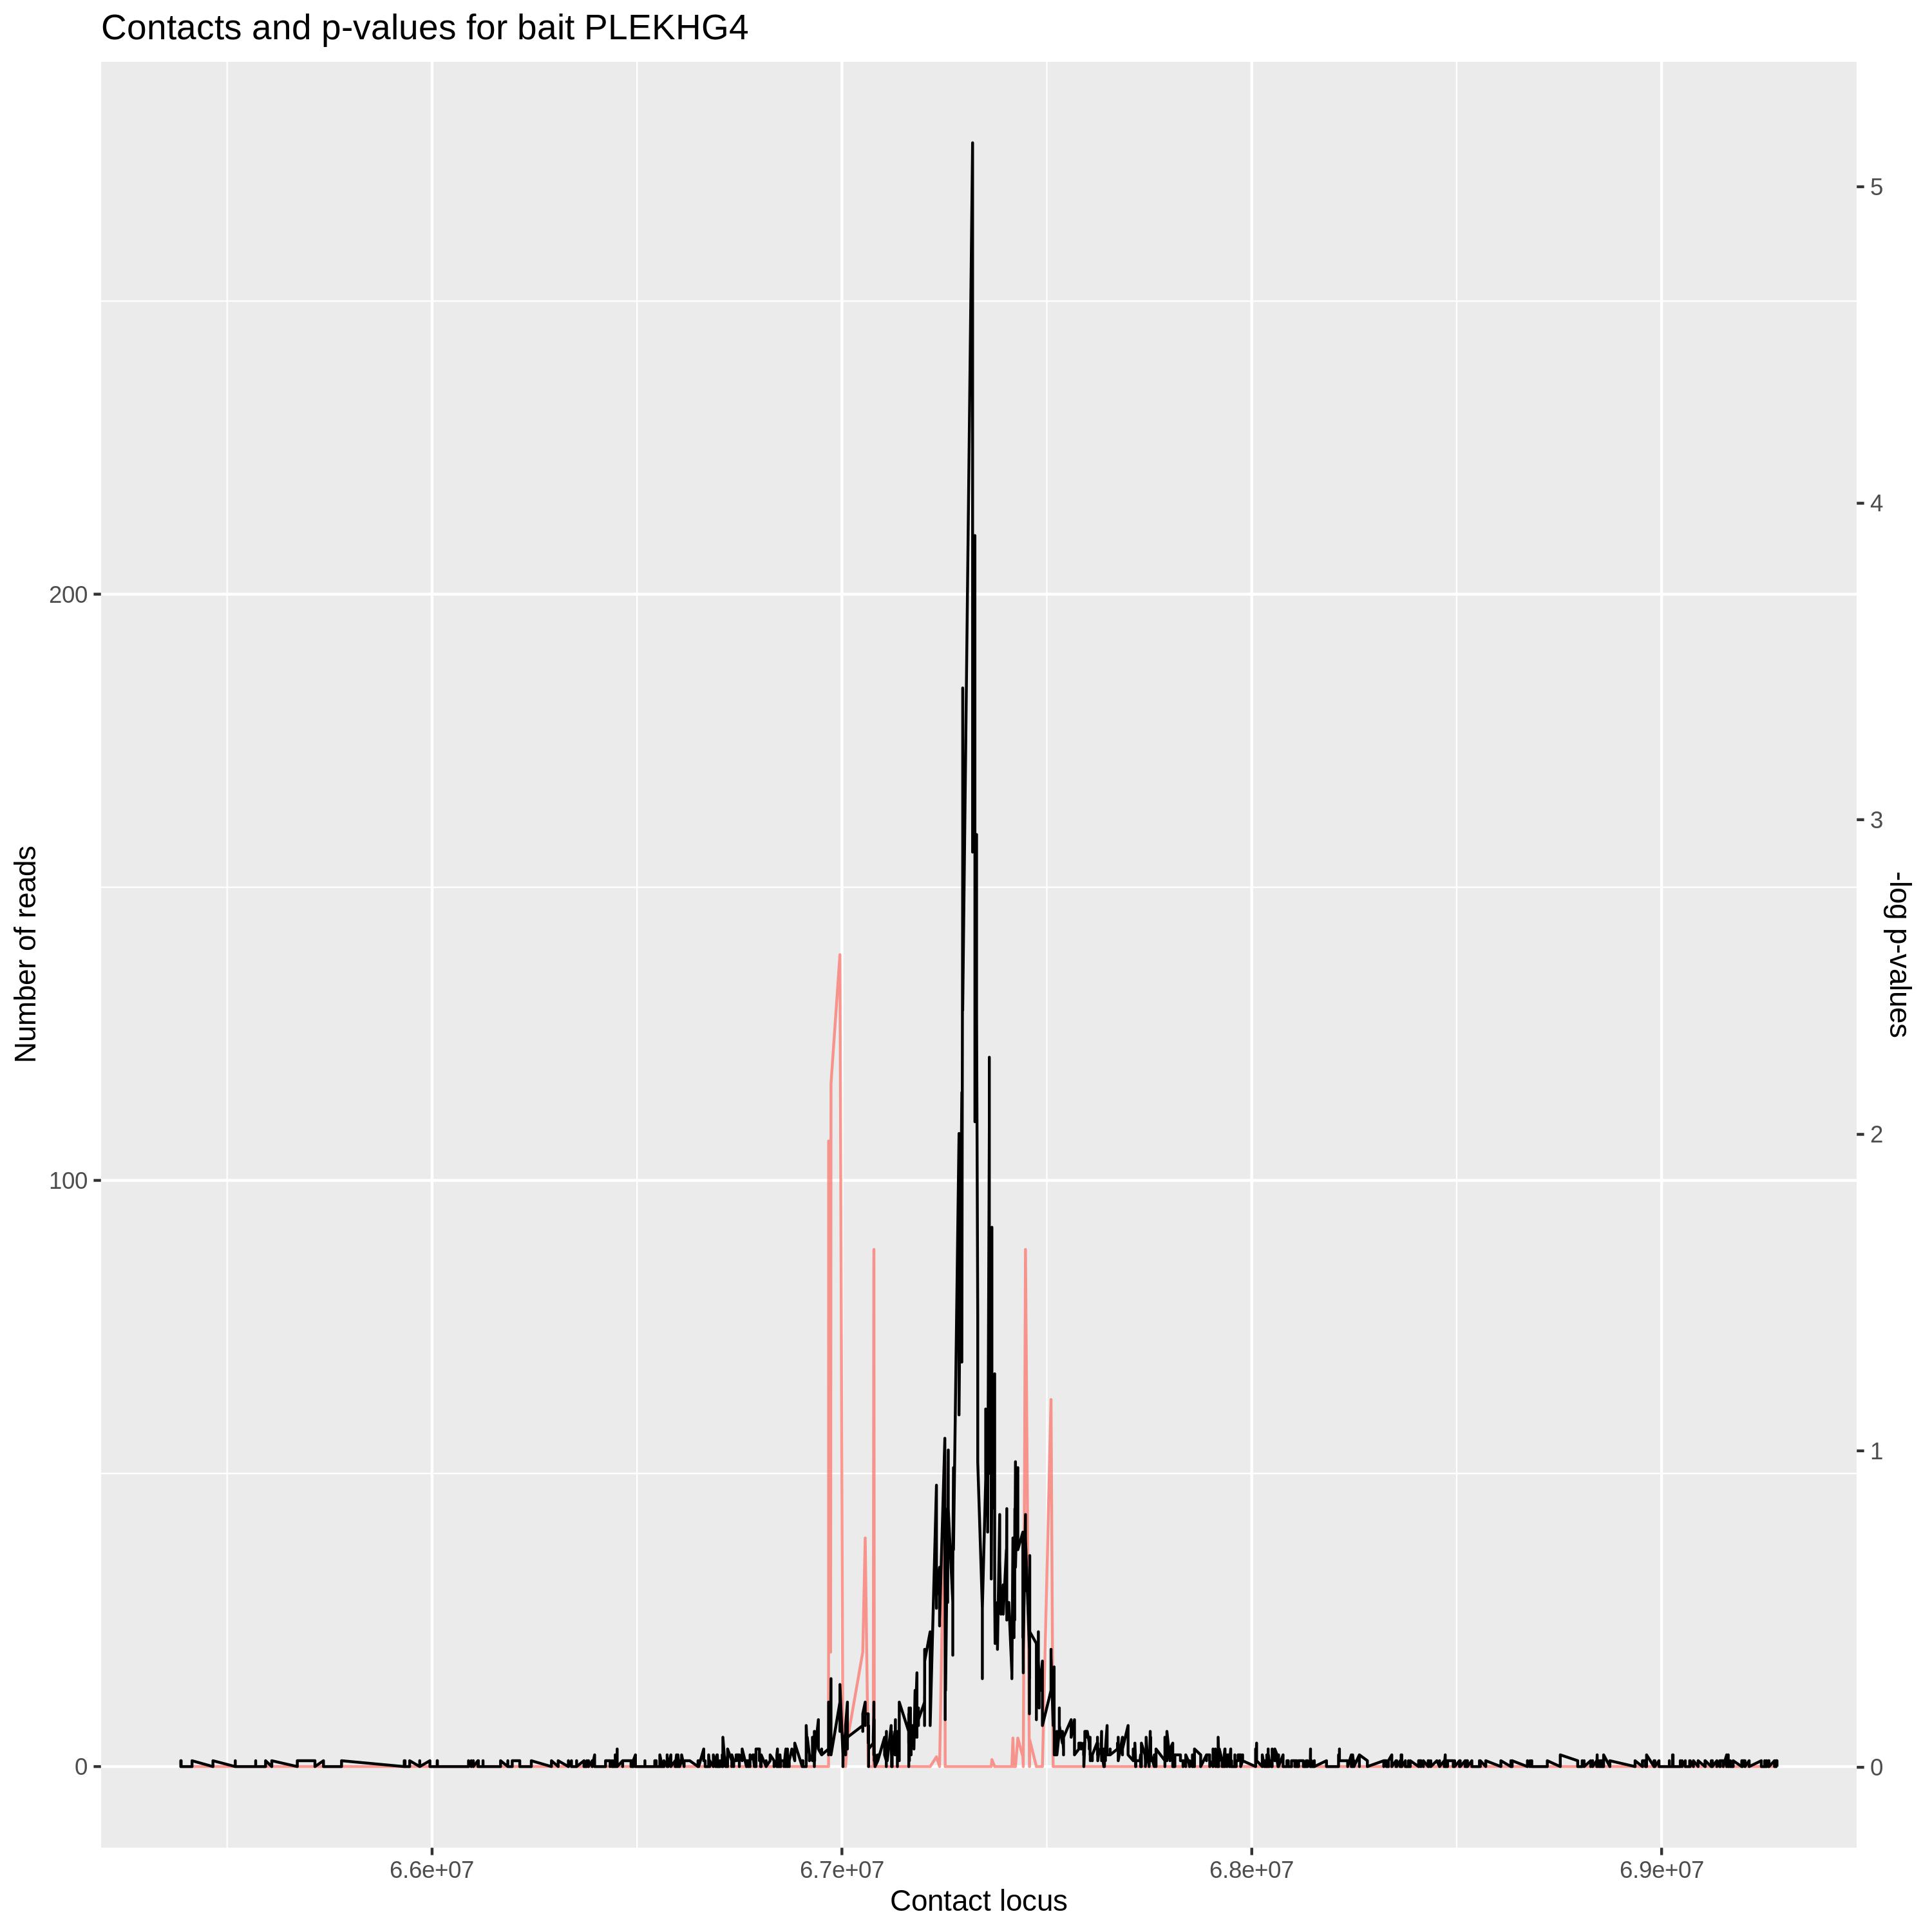 Contacts and p-values for bait PLEKHG4
Number of reads
200
100
0
5
4
3
2
1
0
-log p-values
6.6e+07
6.7e+07
6.8e+07
6.9e+07
Contact locus